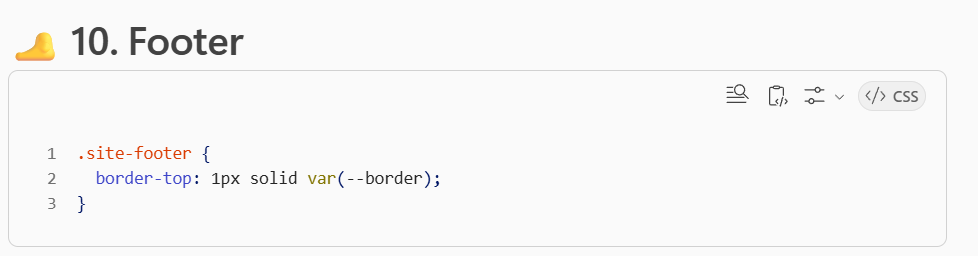 10. Footer
</> CSS
1 .site-footer {
2   border-top: 1px solid var(--border);
3 }